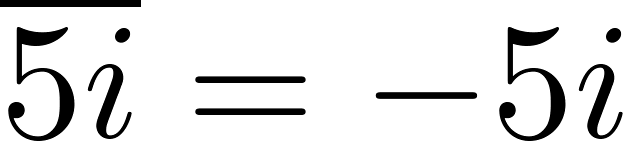 $\overline{5i} = -5i$